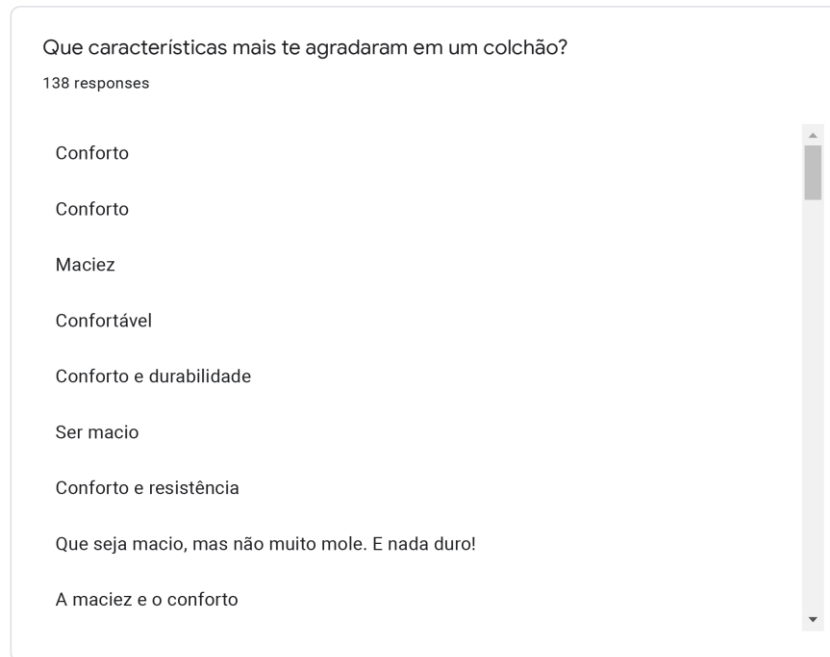 Que características mais te agradaram em um colchão?
138 responses
Conforto
Conforto
Maciez
Confortável
Conforto e durabilidade
Ser macio
Conforto e resistência
Que seja macio, mas não muito mole. E nada duro!
A maciez e o conforto